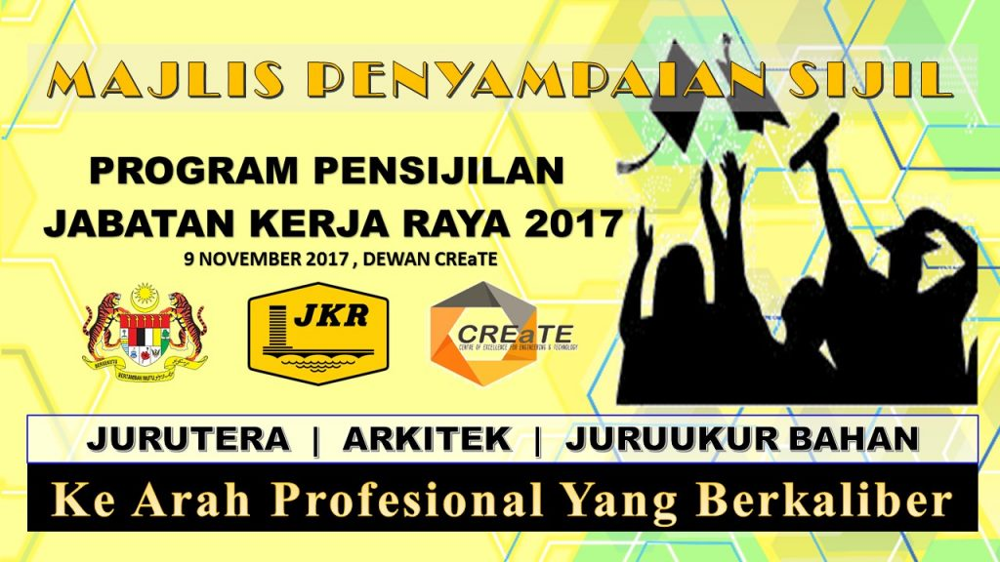 MAJLIS PENYAMPAIAN SIJIL
PROGRAM PENSIJILAN
JABATAN KERJA RAYA 2017
9 NOVEMBER 2017 , DEWAN CREaTE
BERSEKUTU BERTAMBAH MUTU
JKR
CREaTE
CENTRE OF EXCELLENCE FOR ENGINEERING & TECHNOLOGY
JURUTERA | ARKITEK | JURUUKUR BAHAN
Ke Arah Profesional Yang Berkaliber